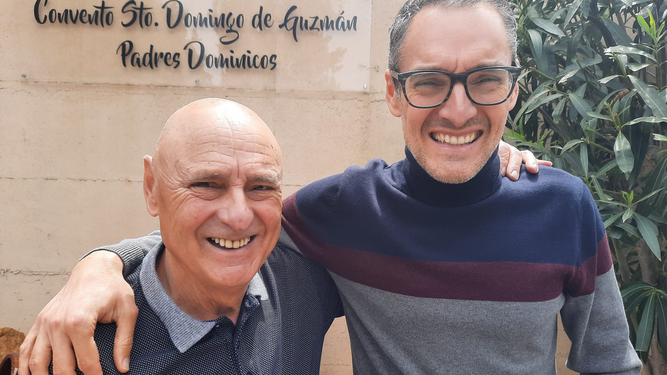 Convento Sto. Domingo de Guzmán
Padres Dominicos